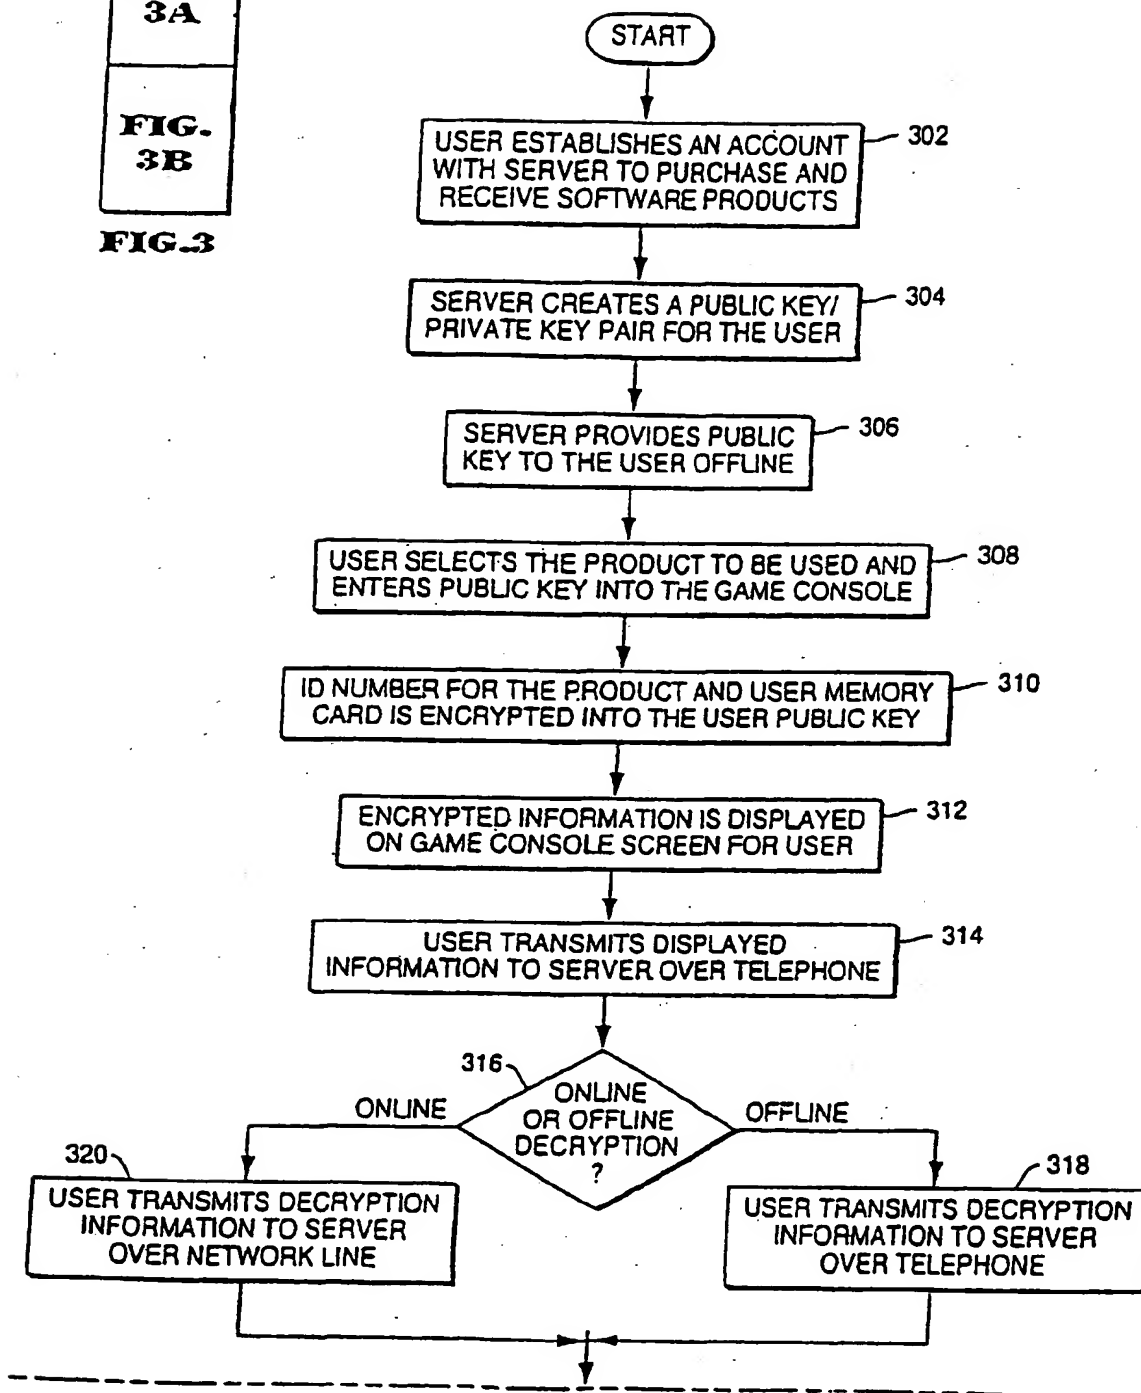 3A
FIG.
3B
FIG.3
START
302
USER ESTABLISHES AN ACCOUNT
WITH SERVER TO PURCHASE AND
RECEIVE SOFTWARE PRODUCTS
304
SERVER CREATES A PUBLIC KEY/
PRIVATE KEY PAIR FOR THE USER
306
SERVER PROVIDES PUBLIC
KEY TO THE USER OFFLINE
308
USER SELECTS THE PRODUCT TO BE USED AND
ENTERS PUBLIC KEY INTO THE GAME CONSOLE
310
ID NUMBER FOR THE PRODUCT AND USER MEMORY
CARD IS ENCRYPTED INTO THE USER PUBLIC KEY
312
ENCRYPTED INFORMATION IS DISPLAYED
ON GAME CONSOLE SCREEN FOR USER
314
USER TRANSMITS DISPLAYED
INFORMATION TO SERVER OVER TELEPHONE
316
ONLINE
OR OFFLINE
DECRYPTION
?
ONLINE
OFFLINE
320
USER TRANSMITS DECRYPTION
INFORMATION TO SERVER
OVER NETWORK LINE
318
USER TRANSMITS DECRYPTION
INFORMATION TO SERVER
OVER TELEPHONE